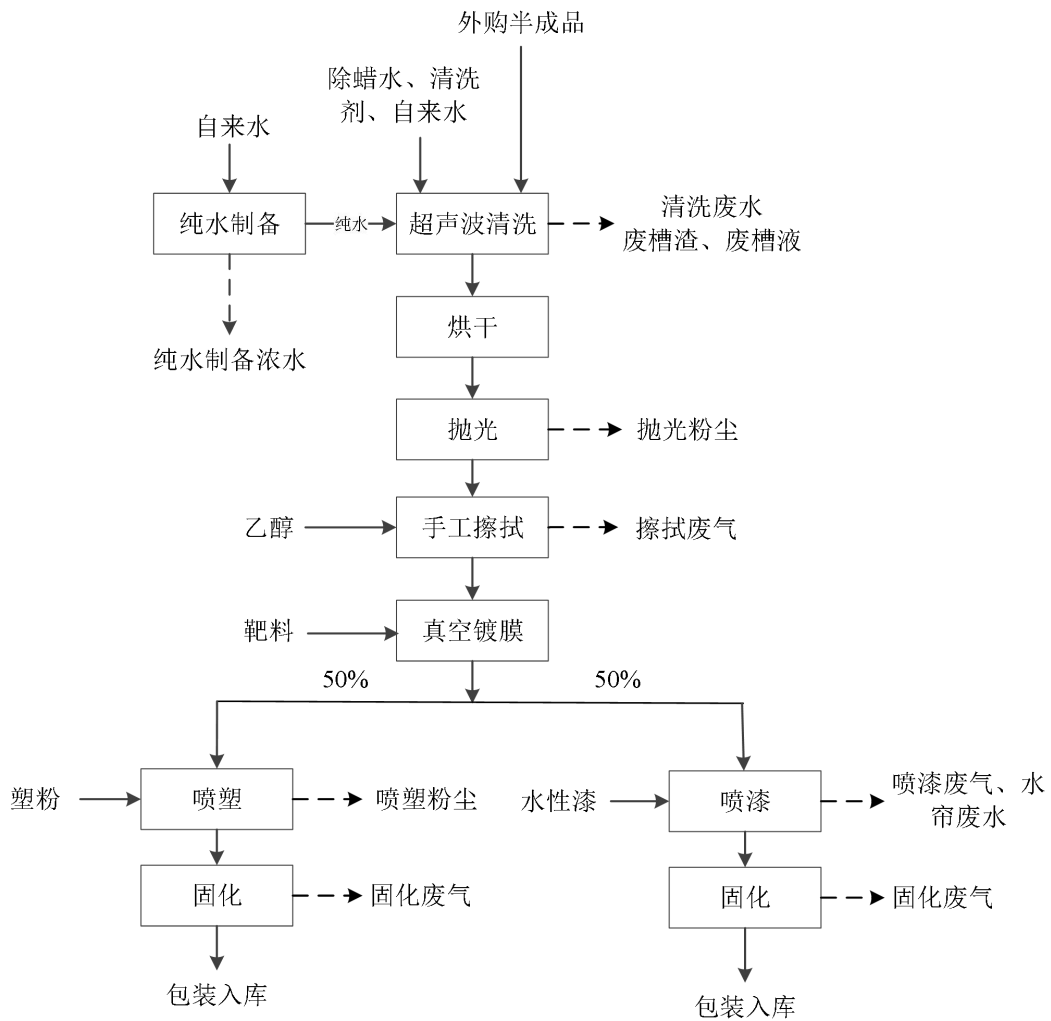 外购半成品
除蜡水、清洗
剂、自来水
自来水
纯水制备
纯水
超声波清洗
清洗废水
废槽渣、废槽液
烘干
纯水制备浓水
抛光
抛光粉尘
乙醇
手工擦拭
擦拭废气
靶料
真空镀膜
50%
50%
塑粉
喷塑
喷塑粉尘
水性漆
喷漆
喷漆废气、水
帘废水
固化
固化废气
固化
固化废气
包装入库
包装入库